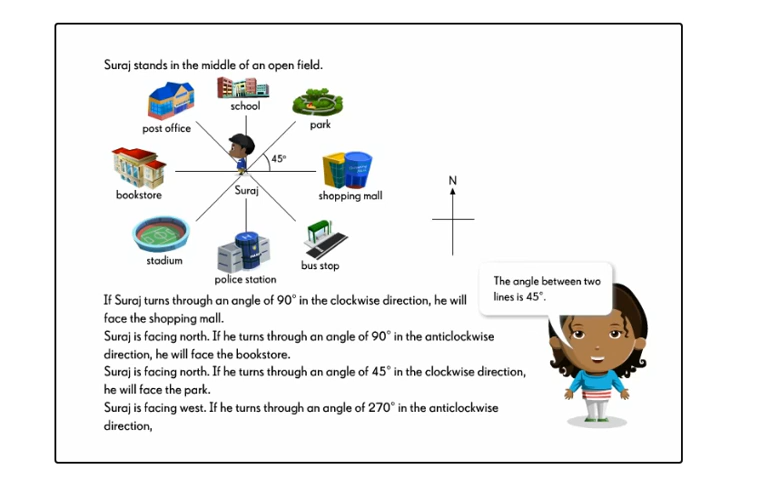 Suraj stands in the middle of an open field.
school
post office
park
45°
bookstore
Suraj
shopping mall
N
stadium
police station
bus stop
The angle between two
lines is 45°.
If Suraj turns through an angle of 90° in the clockwise direction, he will
face the shopping mall.
Suraj is facing north. If he turns through an angle of 90° in the anticlockwise
direction, he will face the bookstore.
Suraj is facing north. If he turns through an angle of 45° in the clockwise direction,
he will face the park.
Suraj is facing west. If he turns through an angle of 270° in the anticlockwise
direction,